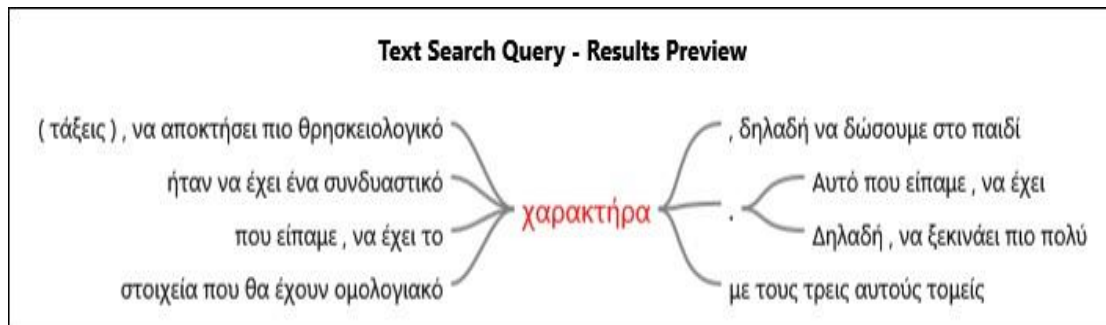 Text Search Query - Results Preview
( τάξεις ) , να αποκτήσει πιο θρησκειολογικό
ήταν να έχει ένα συνδυαστικό
που είπαμε , να έχει το
στοιχεία που θα έχουν ομολογιακό
χαρακτήρα
, δηλαδή να δώσουμε στο παιδί
.
Αυτό που είπαμε , να έχει
Δηλαδή , να ξεκινάει πιο πολύ
με τους τρεις αυτούς τομείς